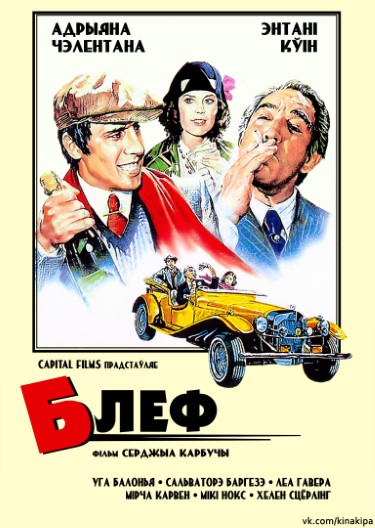 АДРЫЯНА
ЧЭЛЕНТАНА
ЭНТАНІ
КЎІН
CAPITAL FILMS ПРАДСТАЎЛЯЕ
БЛЕФ
ФІЛЬМ СЕРДЖЫА КАРБУЧЫ
УГА БАЛОНЬЯ • САЛЬВАТОРЭ БАРГЕЗЭ • ЛЕА ГАВЕРА
МІРЧА КАРВЕН • МІКІ НОКС • ХЕЛЕН СЦЁРЛІНГ
vk.com/kinakipa